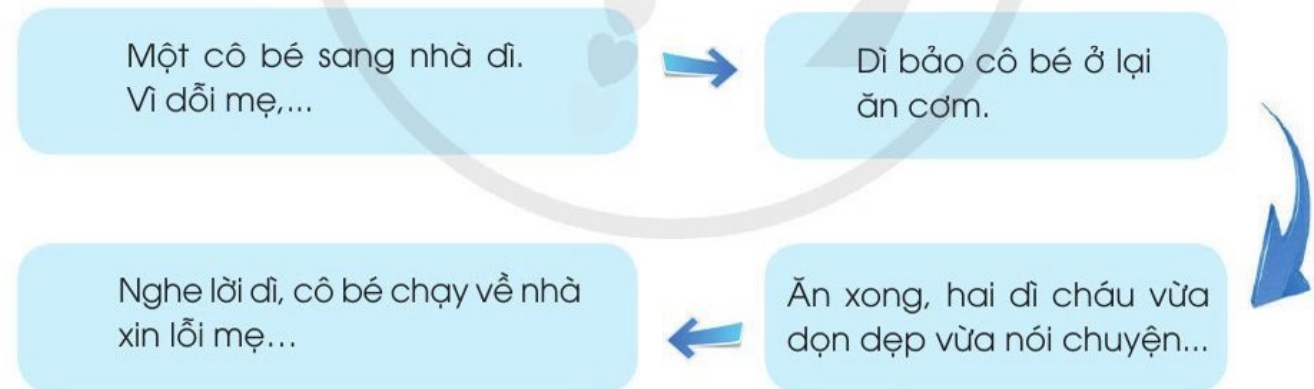 Một cô bé sang nhà dì.
Vì dỗi mẹ,...
Dì bảo cô bé ở lại
ăn cơm.
Ăn xong, hai dì cháu vừa
dọn dẹp vừa nói chuyện...
Nghe lời dì, cô bé chạy về nhà
xin lỗi mẹ...